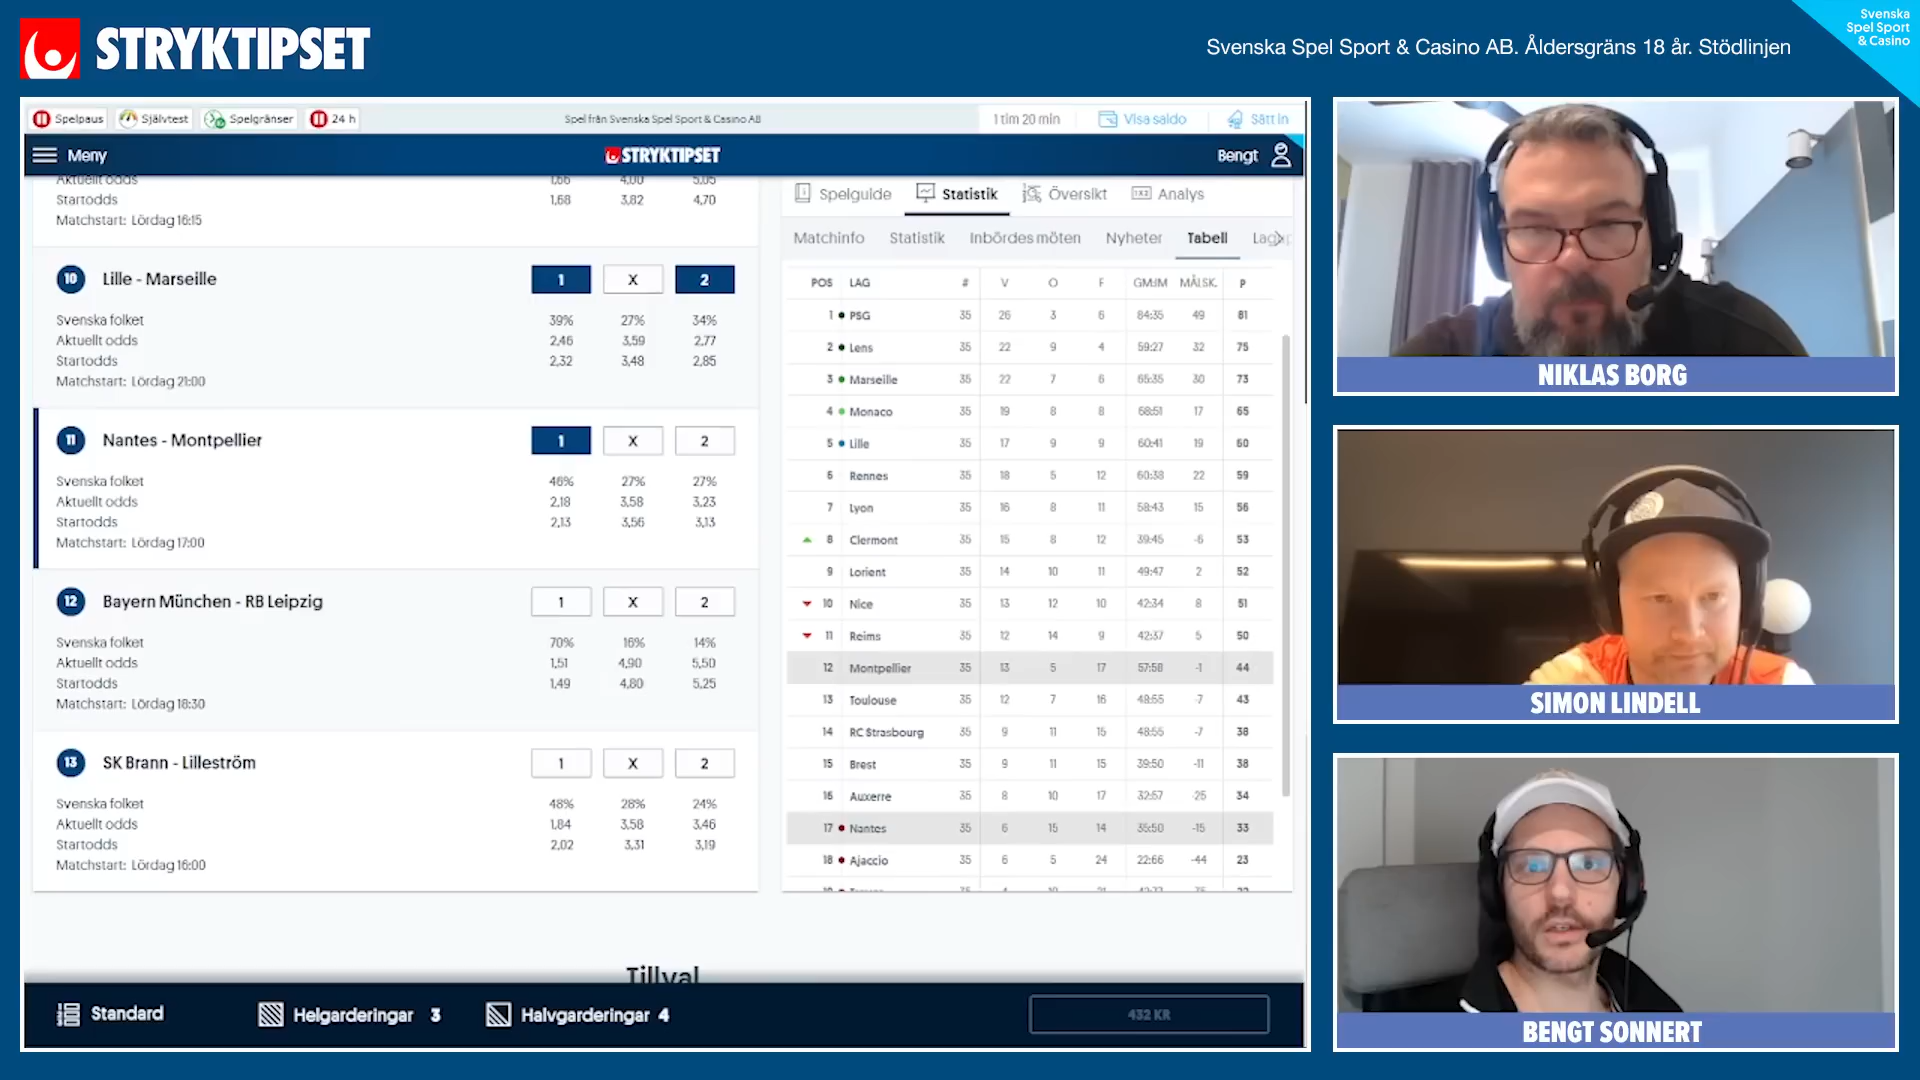 STRYKTIPSET
Svenska Spel Sport & Casino AB. Åldersgräns 18 år. Stödlinjen
Svenska
Spel Sport
& Casino
Spelpaus Självtest Spelgränser 24 h
Spel från Svenska Spel Sport & Casino AB
1 tim 20 min Visa saldo Sätt in
Meny
STRYKTIPSET
Bengt
Aktuellt odds 1,66 4,00 5,05
Startodds 1,68 3,82 4,70
Matchstart: Lördag 16:15
10 Lille - Marseille 1 X 2
Svenska folket 39% 27% 34%
Aktuellt odds 2,46 3,59 2,77
Startodds 2,32 3,48 2,85
Matchstart: Lördag 21:00
11 Nantes - Montpellier 1 X 2
Svenska folket 46% 27% 27%
Aktuellt odds 2,18 3,58 3,23
Startodds 2,13 3,56 3,13
Matchstart: Lördag 17:00
12 Bayern München - RB Leipzig 1 X 2
Svenska folket 70% 16% 14%
Aktuellt odds 1,51 4,90 5,50
Startodds 1,49 4,80 5,25
Matchstart: Lördag 18:30
13 SK Brann - Lilleström 1 X 2
Svenska folket 48% 28% 24%
Aktuellt odds 1,84 3,58 3,46
Startodds 2,02 3,31 3,19
Matchstart: Lördag 16:00
Spelguide Statistik Översikt Analys
Matchinfo Statistik Inbördes möten Nyheter Tabell
POS LAG # V O F GM:IM MÅLSK. P
1 PSG 35 26 3 6 84:35 49 81
2 Lens 35 22 9 4 59:27 32 75
3 Marseille 35 22 7 6 65:35 30 73
4 Monaco 35 19 8 8 68:51 17 65
5 Lille 35 17 9 9 60:41 19 60
6 Rennes 35 18 5 12 60:38 22 59
7 Lyon 35 16 8 11 58:43 15 56
8 Clermont 35 15 8 12 39:45 -6 53
9 Lorient 35 14 10 11 49:47 2 52
10 Nice 35 13 12 10 42:34 8 51
11 Reims 35 12 14 9 42:37 5 50
12 Montpellier 35 13 5 17 57:58 -1 44
13 Toulouse 35 12 7 16 48:55 -7 43
14 RC Strasbourg 35 9 11 15 48:55 -7 38
15 Brest 35 9 11 15 39:50 -11 38
16 Auxerre 35 8 10 17 32:57 -25 34
17 Nantes 35 6 15 14 35:50 -15 33
18 Ajaccio 35 6 5 24 22:66 -44 23
Tillval
Standard Helgarderingar 3 Halvgarderingar 4 432 KR
NIKLAS BORG
SIMON LINDELL
BENGT SONNERT